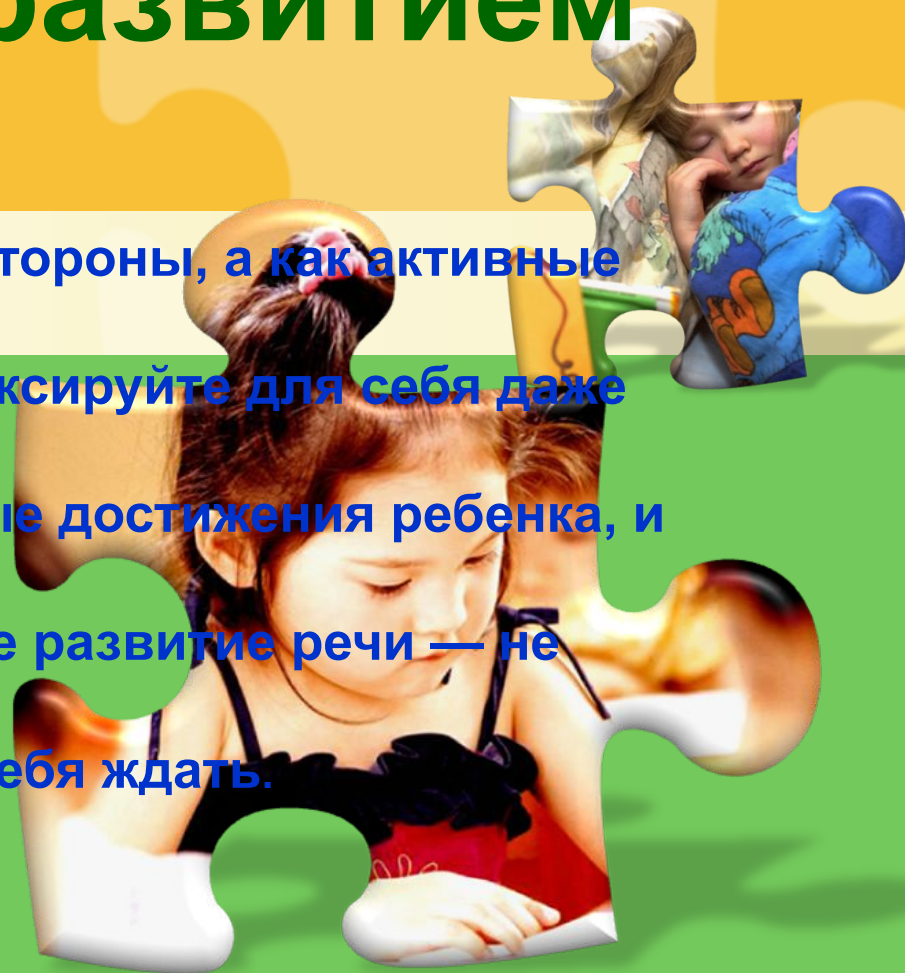 развитием
тороны, а как активные
ксируйте для себя даже
ые достижения ребенка, и
е развитие речи — не
ебя ждать.